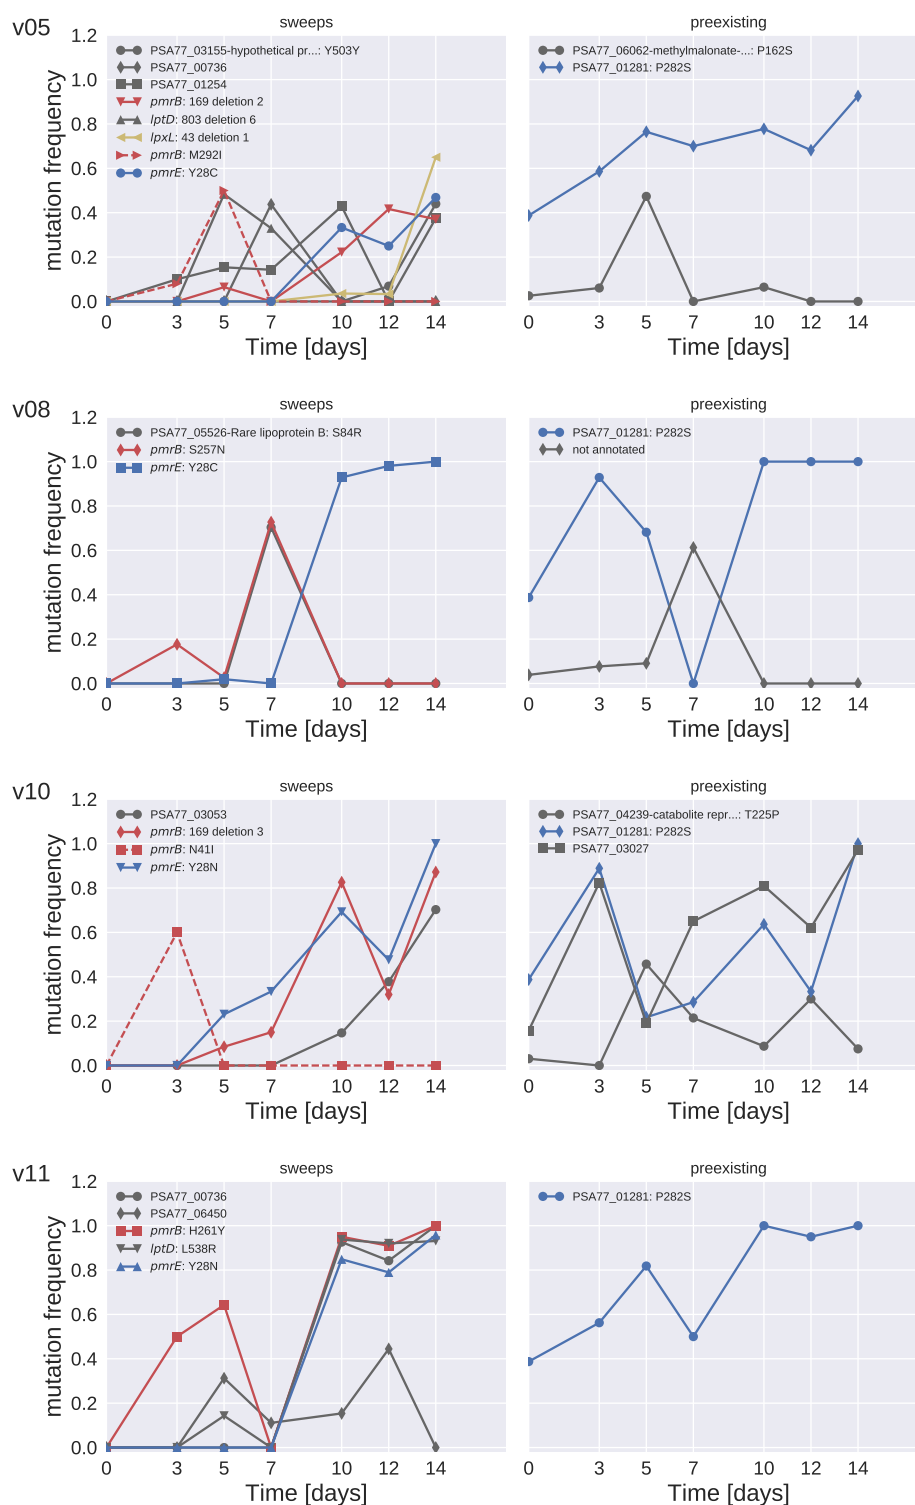 v05
sweeps
preexisting
mutation frequency
1.2
1.0
0.8
0.6
0.4
0.2
0.0
PSA77_03155-hypothetical pr...: Y503Y
PSA77_00736
PSA77_01254
pmrB: 169 deletion 2
lptD: 803 deletion 6
lpxL: 43 deletion 1
pmrB: M292I
pmrE: Y28C
PSA77_06062-methylmalonate-...: P162S
PSA77_01281: P282S
0 3 5 7 10 12 14
0 3 5 7 10 12 14
Time [days]
Time [days]
v08
sweeps
preexisting
mutation frequency
1.2
1.0
0.8
0.6
0.4
0.2
0.0
PSA77_05526-Rare lipoprotein B: S84R
pmrB: S257N
pmrE: Y28C
PSA77_01281: P282S
not annotated
0 3 5 7 10 12 14
0 3 5 7 10 12 14
Time [days]
Time [days]
v10
sweeps
preexisting
mutation frequency
1.2
1.0
0.8
0.6
0.4
0.2
0.0
PSA77_03053
pmrB: 169 deletion 3
pmrB: N41I
pmrE: Y28N
PSA77_04239-catabolite repr...: T225P
PSA77_01281: P282S
PSA77_03027
0 3 5 7 10 12 14
0 3 5 7 10 12 14
Time [days]
Time [days]
v11
sweeps
preexisting
mutation frequency
1.2
1.0
0.8
0.6
0.4
0.2
0.0
PSA77_00736
PSA77_06450
pmrB: H261Y
lptD: L538R
pmrE: Y28N
PSA77_01281: P282S
0 3 5 7 10 12 14
0 3 5 7 10 12 14
Time [days]
Time [days]